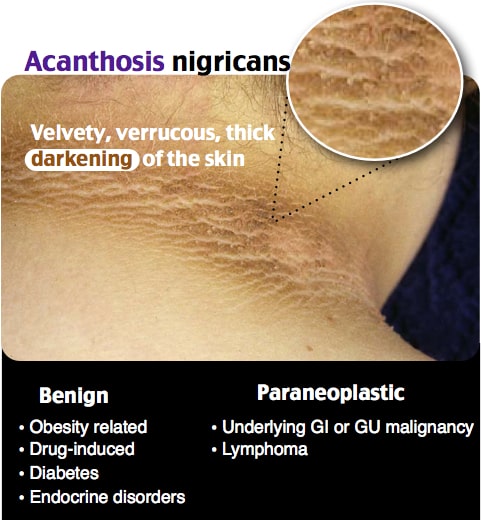 Acanthosis nigricans
Velvety, verrucous, thick
darkening of the skin
Benign
• Obesity related
• Drug-induced
• Diabetes
• Endocrine disorders
Paraneoplastic
• Underlying GI or GU malignancy
• Lymphoma